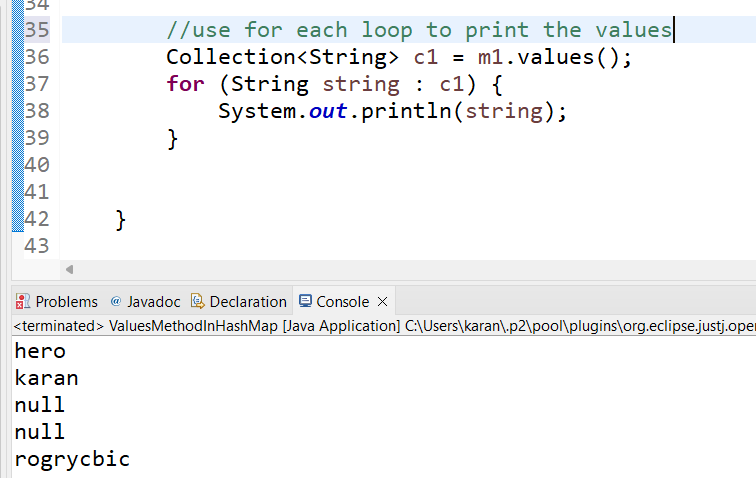 34
35 //use for each loop to print the values
36 Collection<String> c1 = m1.values();
37 for (String string : c1) {
38 System.out.println(string);
39 }
40
41
42 }
43
Problems @ Javadoc Declaration Console
<terminated> ValuesMethodInHashMap [Java Application] C:\Users\karan\.p2\pool\plugins\org.eclipse.justj.oper
hero
karan
null
null
rogrycbic